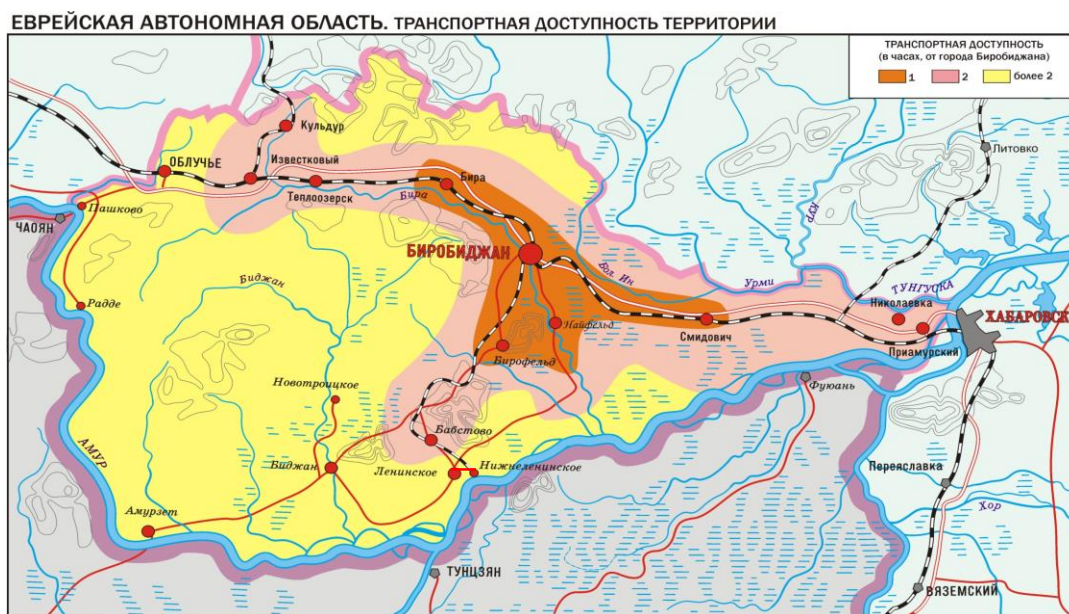 ЕВРЕЙСКАЯ АВТОНОМНАЯ ОБЛАСТЬ. ТРАНСПОРТНАЯ ДОСТУПНОСТЬ ТЕРРИТОРИИ
ТРАНСПОРТНАЯ ДОСТУПНОСТЬ
(в часах, от города Биробиджана)
1 2 более 2
Кульдур
Литовко
ОБЛУЧЬЕ
Известковый
Теплоозерск
Бира
Бира
КУР
Пашково
ЧАОЯН
БИРОБИДЖАН
Бол. Ин
Урми
ТУНГУСКА
Биджан
Радде
Николаевка
ХАБАРОВСК
Найфельд
Смидович
Приамурский
Бирофельд
Фуюань
Новотроицкое
Бабстово
АМУР
Биджан
Ленинское
Нижнеленинское
Переяславка
Хор
Амурзет
ТУНЦЗЯН
ВЯЗЕМСКИЙ